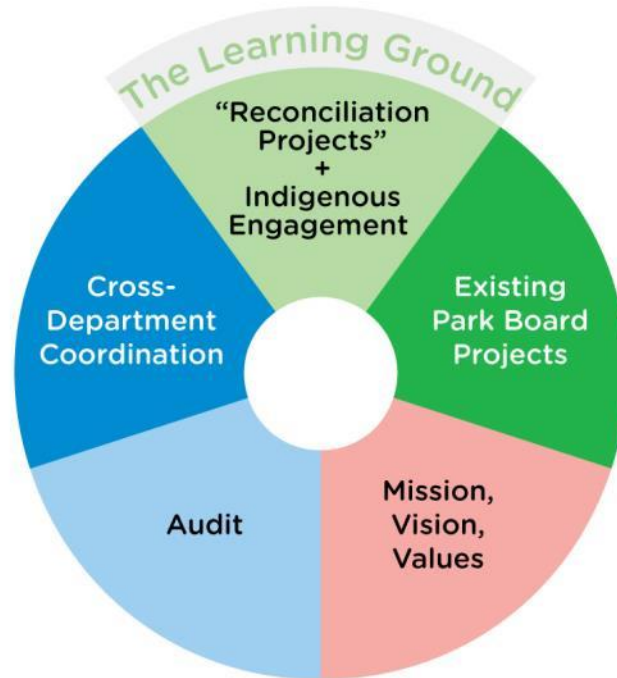 The Learning Ground
“Reconciliation
Projects”
+
Indigenous
Engagement
Cross-
Department
Coordination
Existing
Park Board
Projects
Audit
Mission,
Vision,
Values